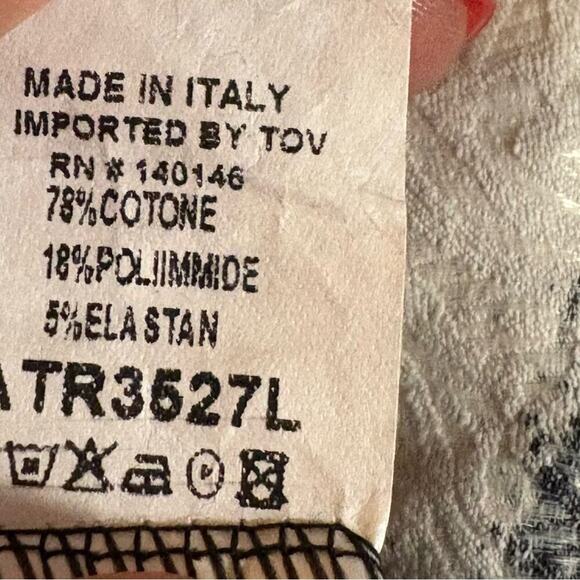 MADE IN ITALY
IMPORTED BY TOV
RN # 140146
78%COTONE
18%POLIIMMIDE
5%ELASTAN
ATR3527L
P